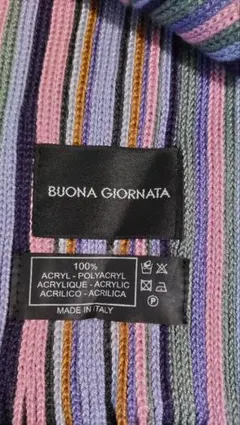 BUONA GIORNATA
100%
ACRYL - POLYACRYL
ACRYLIQUE - ACRYLIC
ACRILICO - ACRILICA
MADE IN ITALY
P